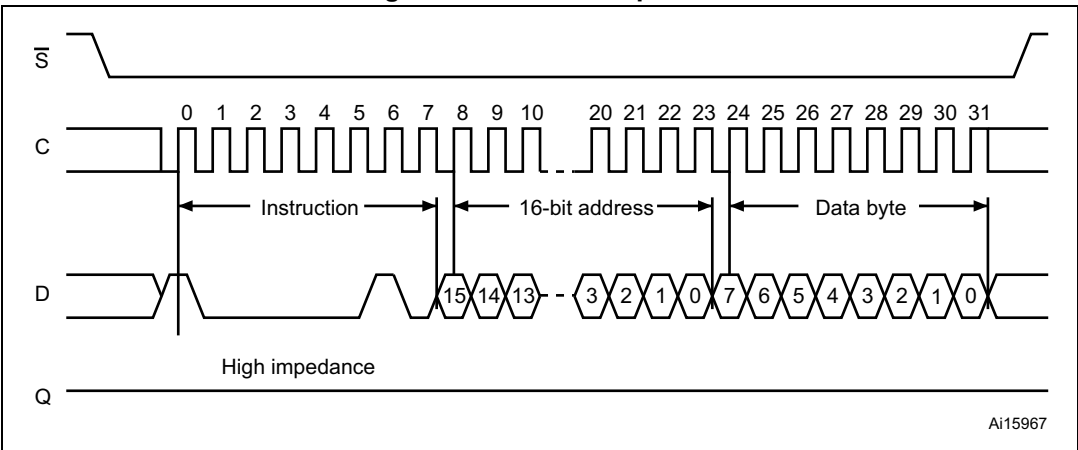 S
0 1 2 3 4 5 6 7 8 9 10 20 21 22 23 24 25 26 27 28 29 30 31
C
Instruction 16-bit address Data byte
D 15 14 13 3 2 1 0 7 6 5 4 3 2 1 0
High impedance
Q
Ai15967